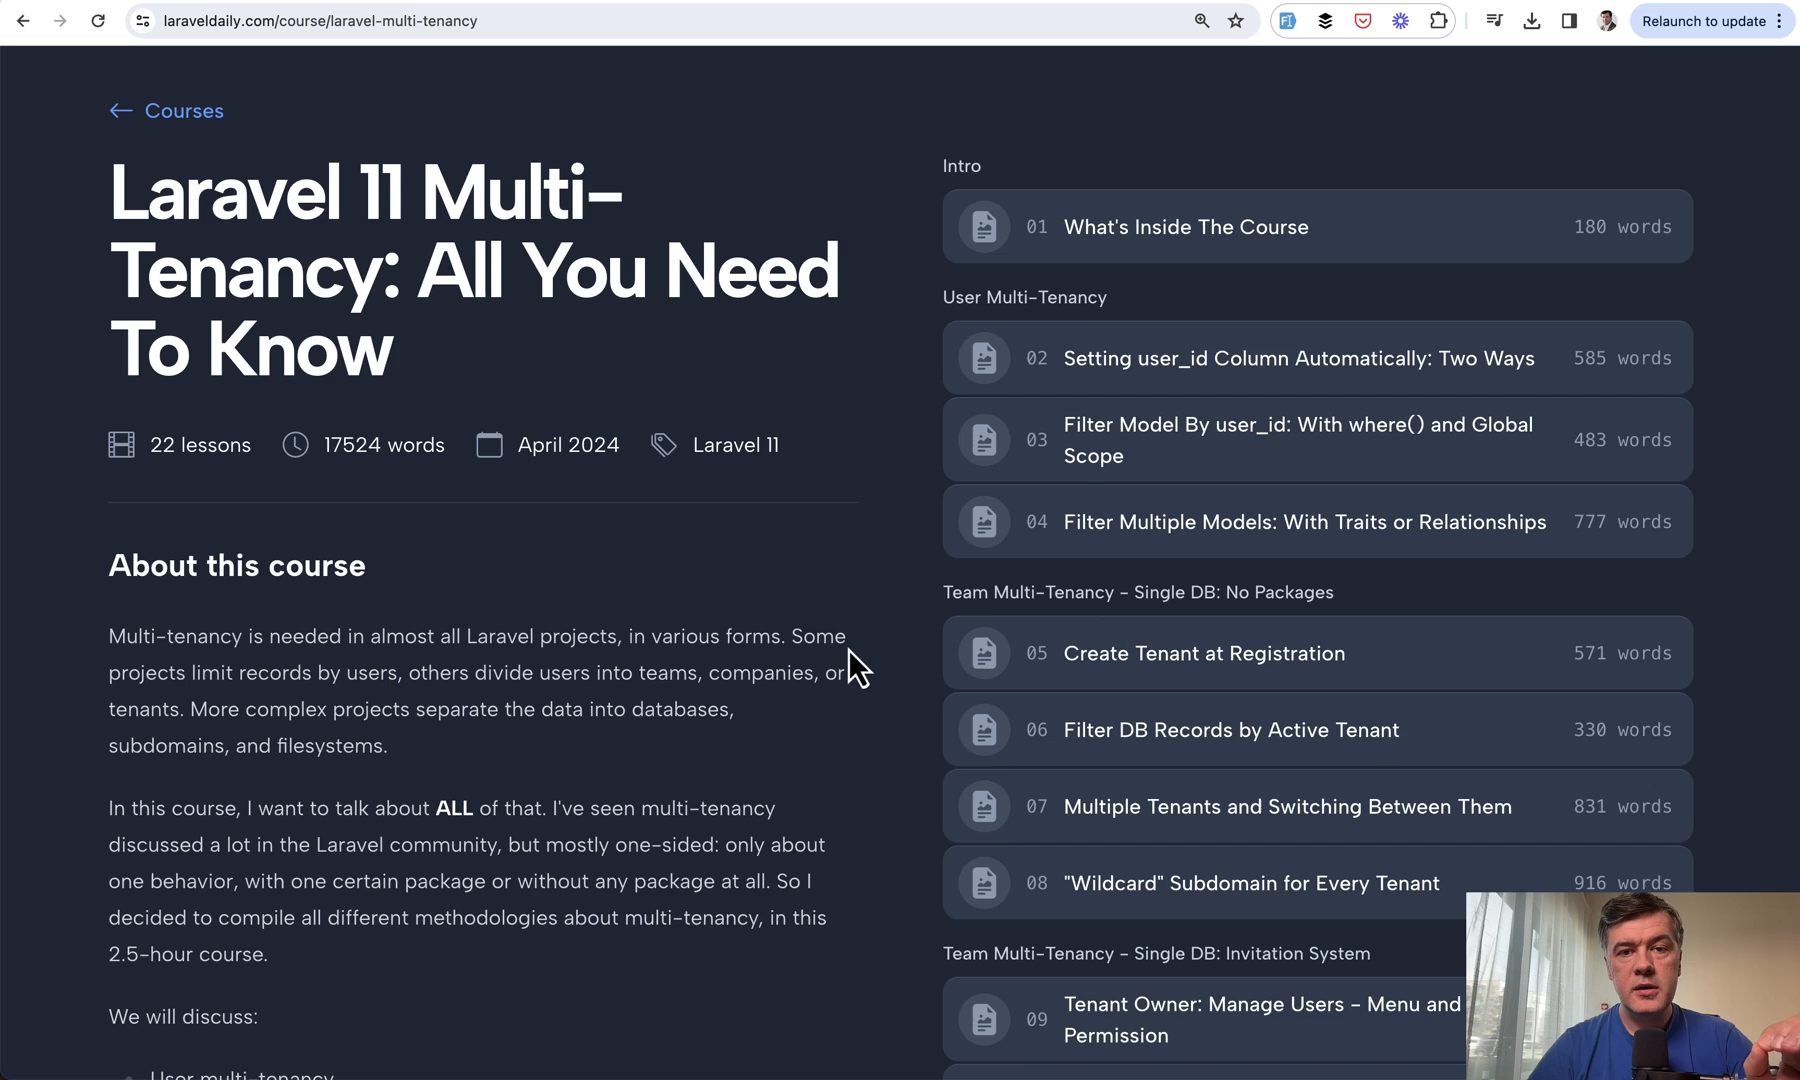 laraveldaily.com/course/laravel-multi-tenancy
Relaunch to update
Courses
Laravel 11 Multi-
Tenancy: All You Need
To Know
22 lessons
17524 words
April 2024
Laravel 11
About this course
Multi-tenancy is needed in almost all Laravel projects, in various forms. Some
projects limit records by users, others divide users into teams, companies, or
tenants. More complex projects separate the data into databases,
subdomains, and filesystems.
In this course, I want to talk about ALL of that. I've seen multi-tenancy
discussed a lot in the Laravel community, but mostly one-sided: only about
one behavior, with one certain package or without any package at all. So I
decided to compile all different methodologies about multi-tenancy, in this
2.5-hour course.
We will discuss:
User multi-tenancy
Intro
01 What's Inside The Course 180 words
User Multi-Tenancy
02 Setting user_id Column Automatically: Two Ways 585 words
03 Filter Model By user_id: With where() and Global
Scope 483 words
04 Filter Multiple Models: With Traits or Relationships 777 words
Team Multi-Tenancy - Single DB: No Packages
05 Create Tenant at Registration 571 words
06 Filter DB Records by Active Tenant 330 words
07 Multiple Tenants and Switching Between Them 831 words
08 "Wildcard" Subdomain for Every Tenant 916 words
Team Multi-Tenancy - Single DB: Invitation System
09 Tenant Owner: Manage Users - Menu and
Permission